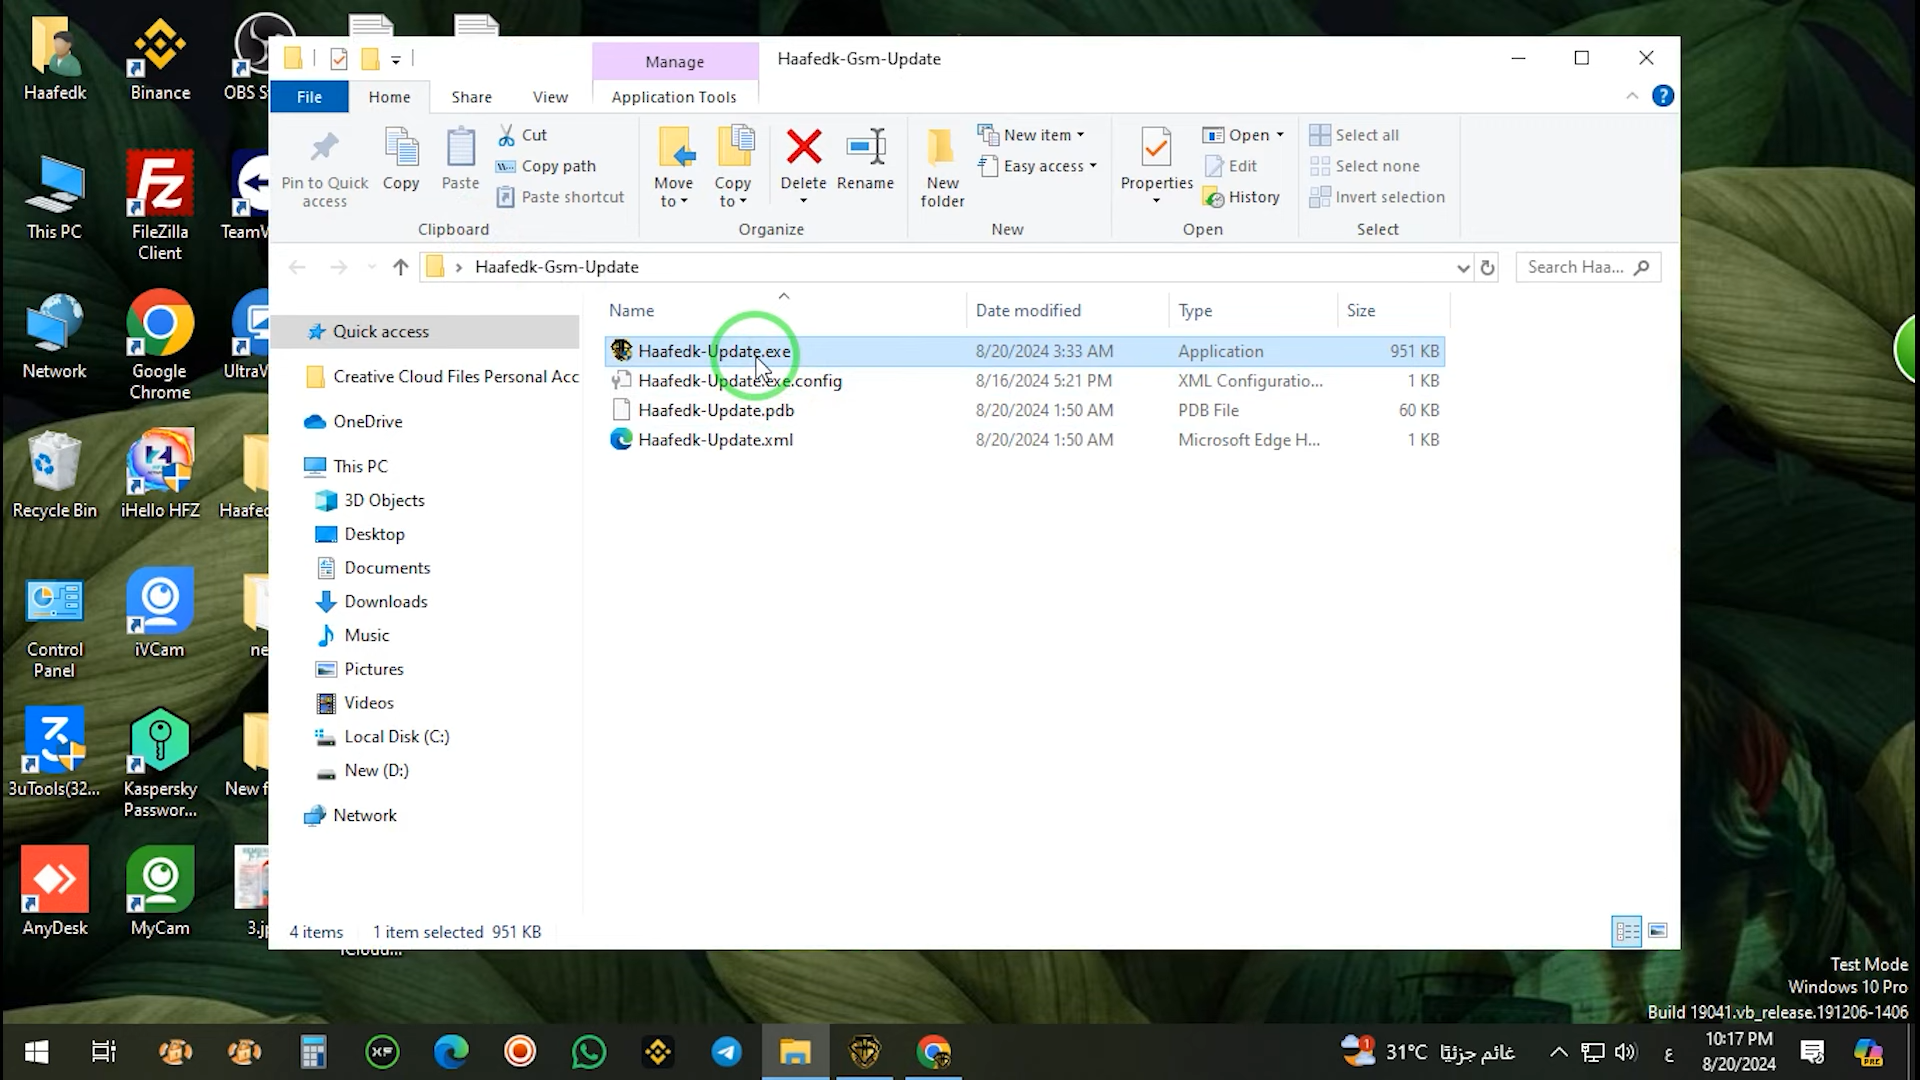 Haafedk
Binance
OBS S
This PC
FileZilla
Client
TeamV
Network
Google
Chrome
UltraV
Recycle Bin
iHello HFZ
Haafed
Control
Panel
iVCam
ne
3uTools(32...
Kaspersky
Passwor...
New f
AnyDesk
MyCam
3.jp
Manage
Haafedk-Gsm-Update
File
Home
Share
View
Application Tools
Pin to Quick
access
Copy
Paste
Cut
Copy path
Paste shortcut
Clipboard
Move
to
Copy
to
Delete
Rename
Organize
New
folder
New item
Easy access
New
Properties
Open
Edit
History
Open
Select all
Select none
Invert selection
Select
Haafedk-Gsm-Update
Search Haa...
Quick access
Creative Cloud Files Personal Acc
OneDrive
This PC
3D Objects
Desktop
Documents
Downloads
Music
Pictures
Videos
Local Disk (C:)
New (D:)
Network
Name Date modified Type Size
Haafedk-Update.exe 8/20/2024 3:33 AM Application 951 KB
Haafedk-Update.exe.config 8/16/2024 5:21 PM XML Configuratio... 1 KB
Haafedk-Update.pdb 8/20/2024 1:50 AM PDB File 60 KB
Haafedk-Update.xml 8/20/2024 1:50 AM Microsoft Edge H... 1 KB
4 items 1 item selected 951 KB
Test Mode
Windows 10 Pro
Build 19041.vb_release.191206-1406
XF
1
31°C غائم جزئيًا
ع
10:17 PM
8/20/2024
PRE